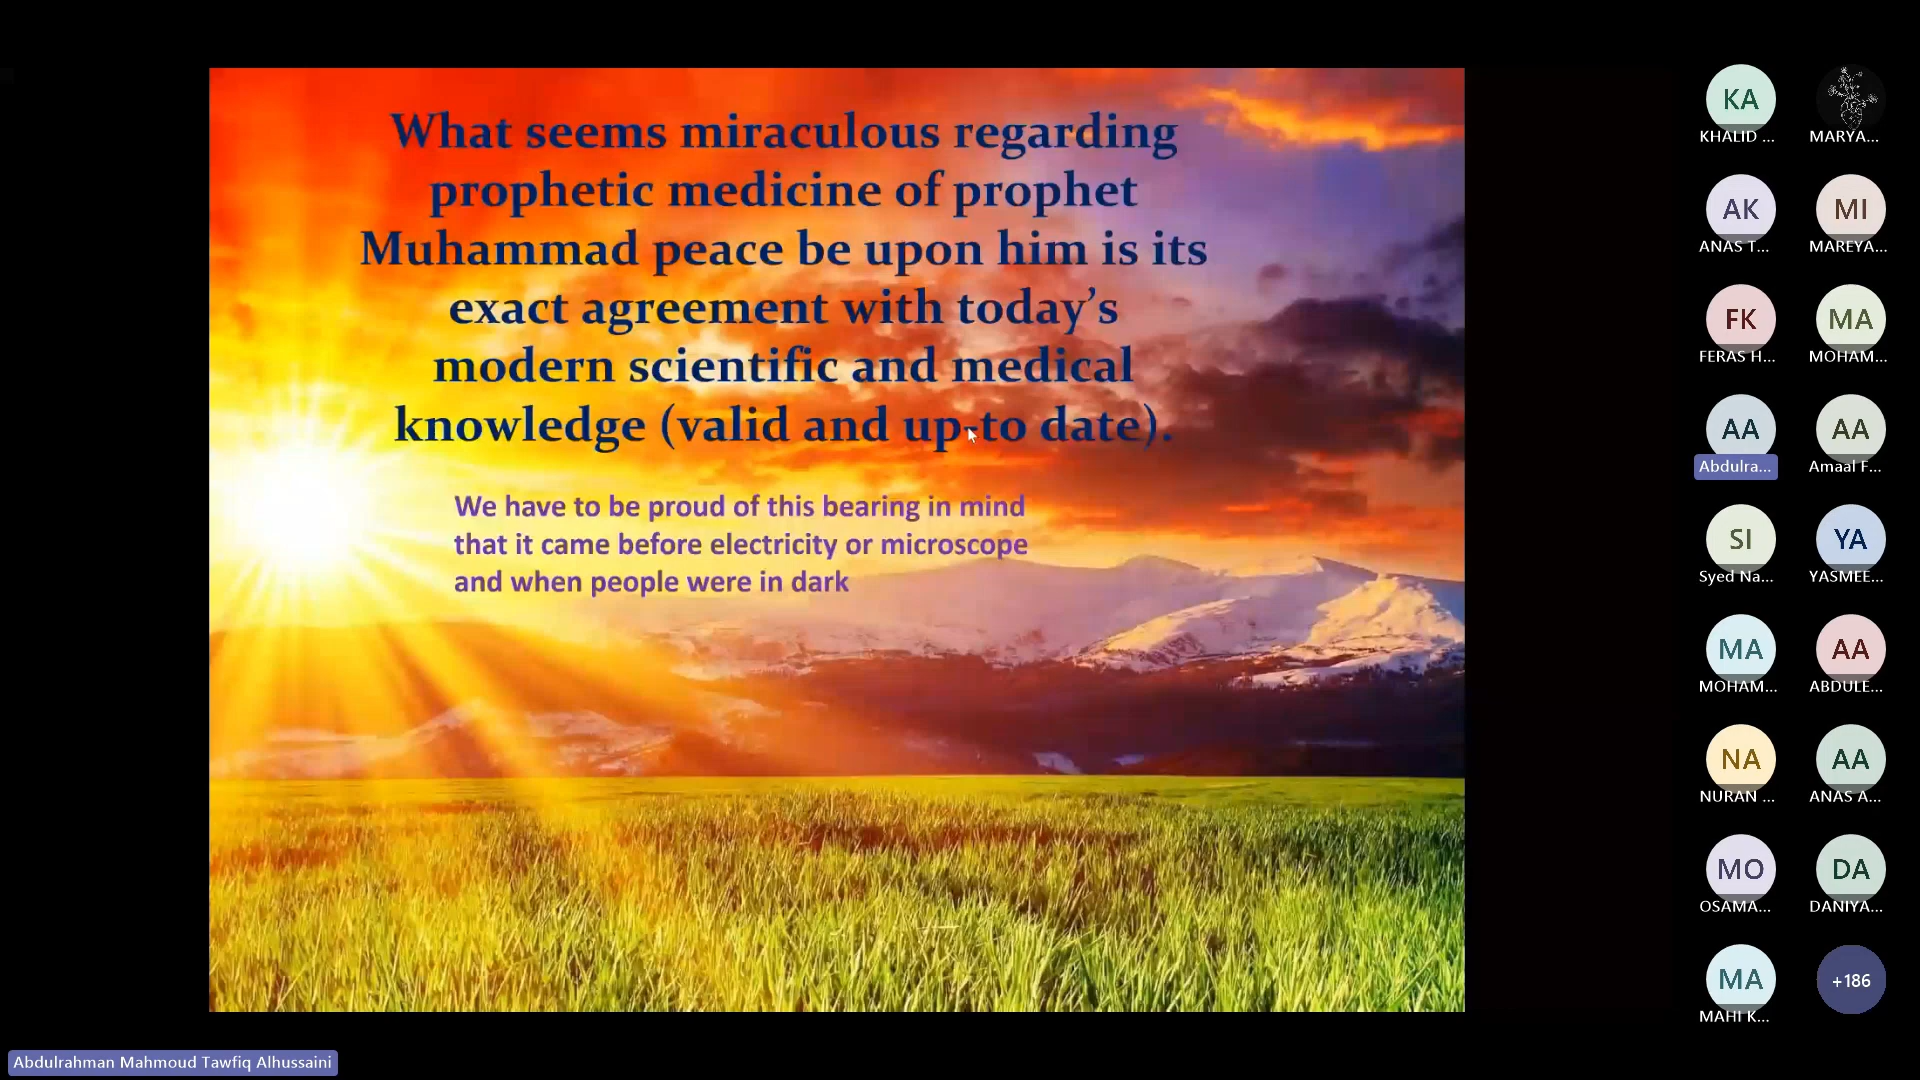 What seems miraculous regarding
prophetic medicine of prophet
Muhammad peace be upon him is its
exact agreement with today's
modern scientific and medical
knowledge (valid and up-to date).
We have to be proud of this bearing in mind
that it came before electricity or microscope
and when people were in dark
KA
KHALID ...
MARYA...
AK
ANAS T...
MI
MAREYA...
FK
FERAS H...
MA
MOHAM...
AA
Abdulra...
AA
Amaal F...
SI
Syed Na...
YA
YASMEE...
MA
MOHAM...
AA
ABDULE...
NA
NURAN ...
AA
ANAS A...
MO
OSAMA...
DA
DANIYA...
MA
MAHI K...
+186
Abdulrahman Mahmoud Tawfiq Alhussaini